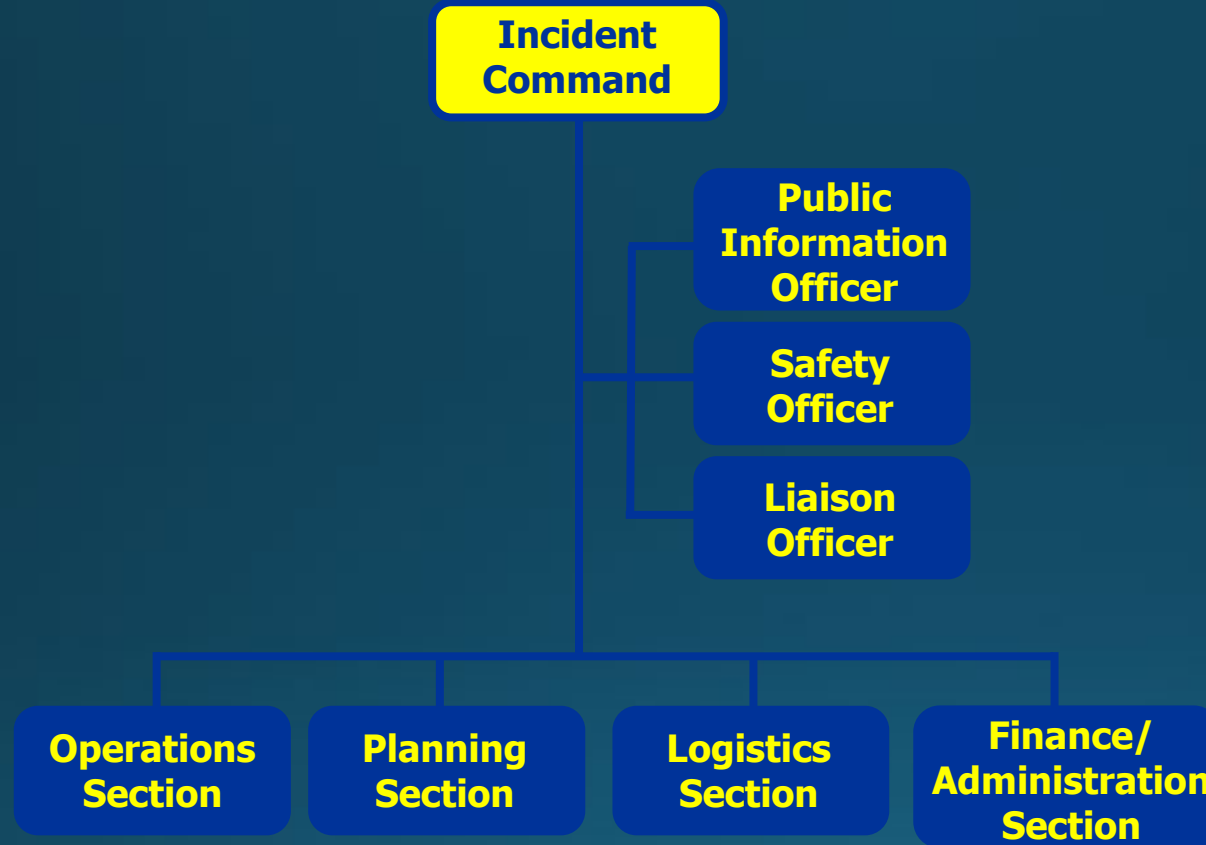 Incident
Command
Public
Information
Officer
Safety
Officer
Liaison
Officer
Operations
Section
Planning
Section
Logistics
Section
Finance/
Administration
Section